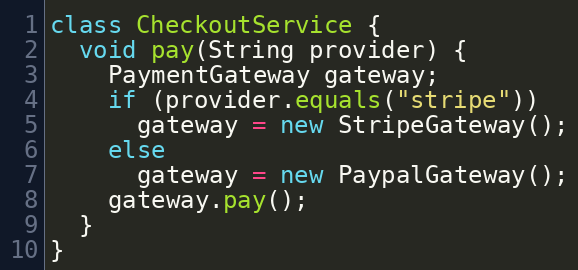 1 class CheckoutService {
2   void pay(String provider) {
3     PaymentGateway gateway;
4     if (provider.equals("stripe"))
5       gateway = new StripeGateway();
6     else
7       gateway = new PaypalGateway();
8     gateway.pay();
9   }
10 }